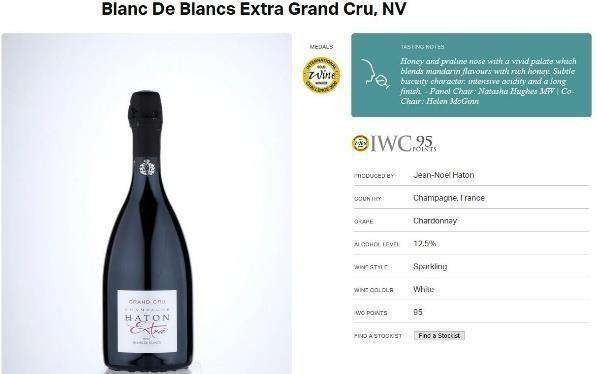 Blanc De Blancs Extra Grand Cru, NV
MEDALS
INTERNATIONAL
Wine
CHALLENGE
TASTING NOTES
Honey and praline nose with a vivid palate which
blends mandarin flavours with rich honey. Subtle
biscuity character, intensive acidity and a long
finish. - Panel Chair: Natasha Hughes MW | Co-
Chair: Helen McGinn
IWC 95
POINTS
PRODUCED BY Jean-Noel Haton
COUNTRY Champagne, France
GRAPE Chardonnay
ALCOHOL LEVEL 12.5%
WINE STYLE Sparkling
WINE COLOUR White
IWC POINTS 95
FIND A STOCKIST Find a Stockist
GRAND CRU
CHAMPAGNE
HATON
Extra
BLANC DE BLANCS